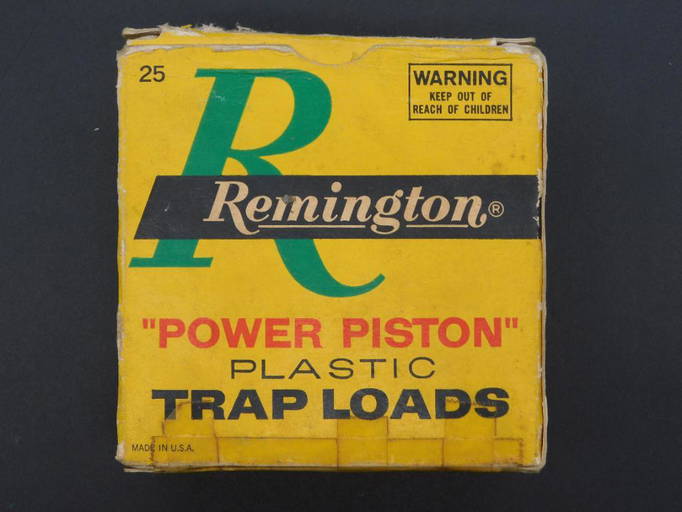 25
WARNING
KEEP OUT OF
REACH OF CHILDREN
R
Remington®
"POWER PISTON"
PLASTIC
TRAP LOADS
MADE IN U.S.A.